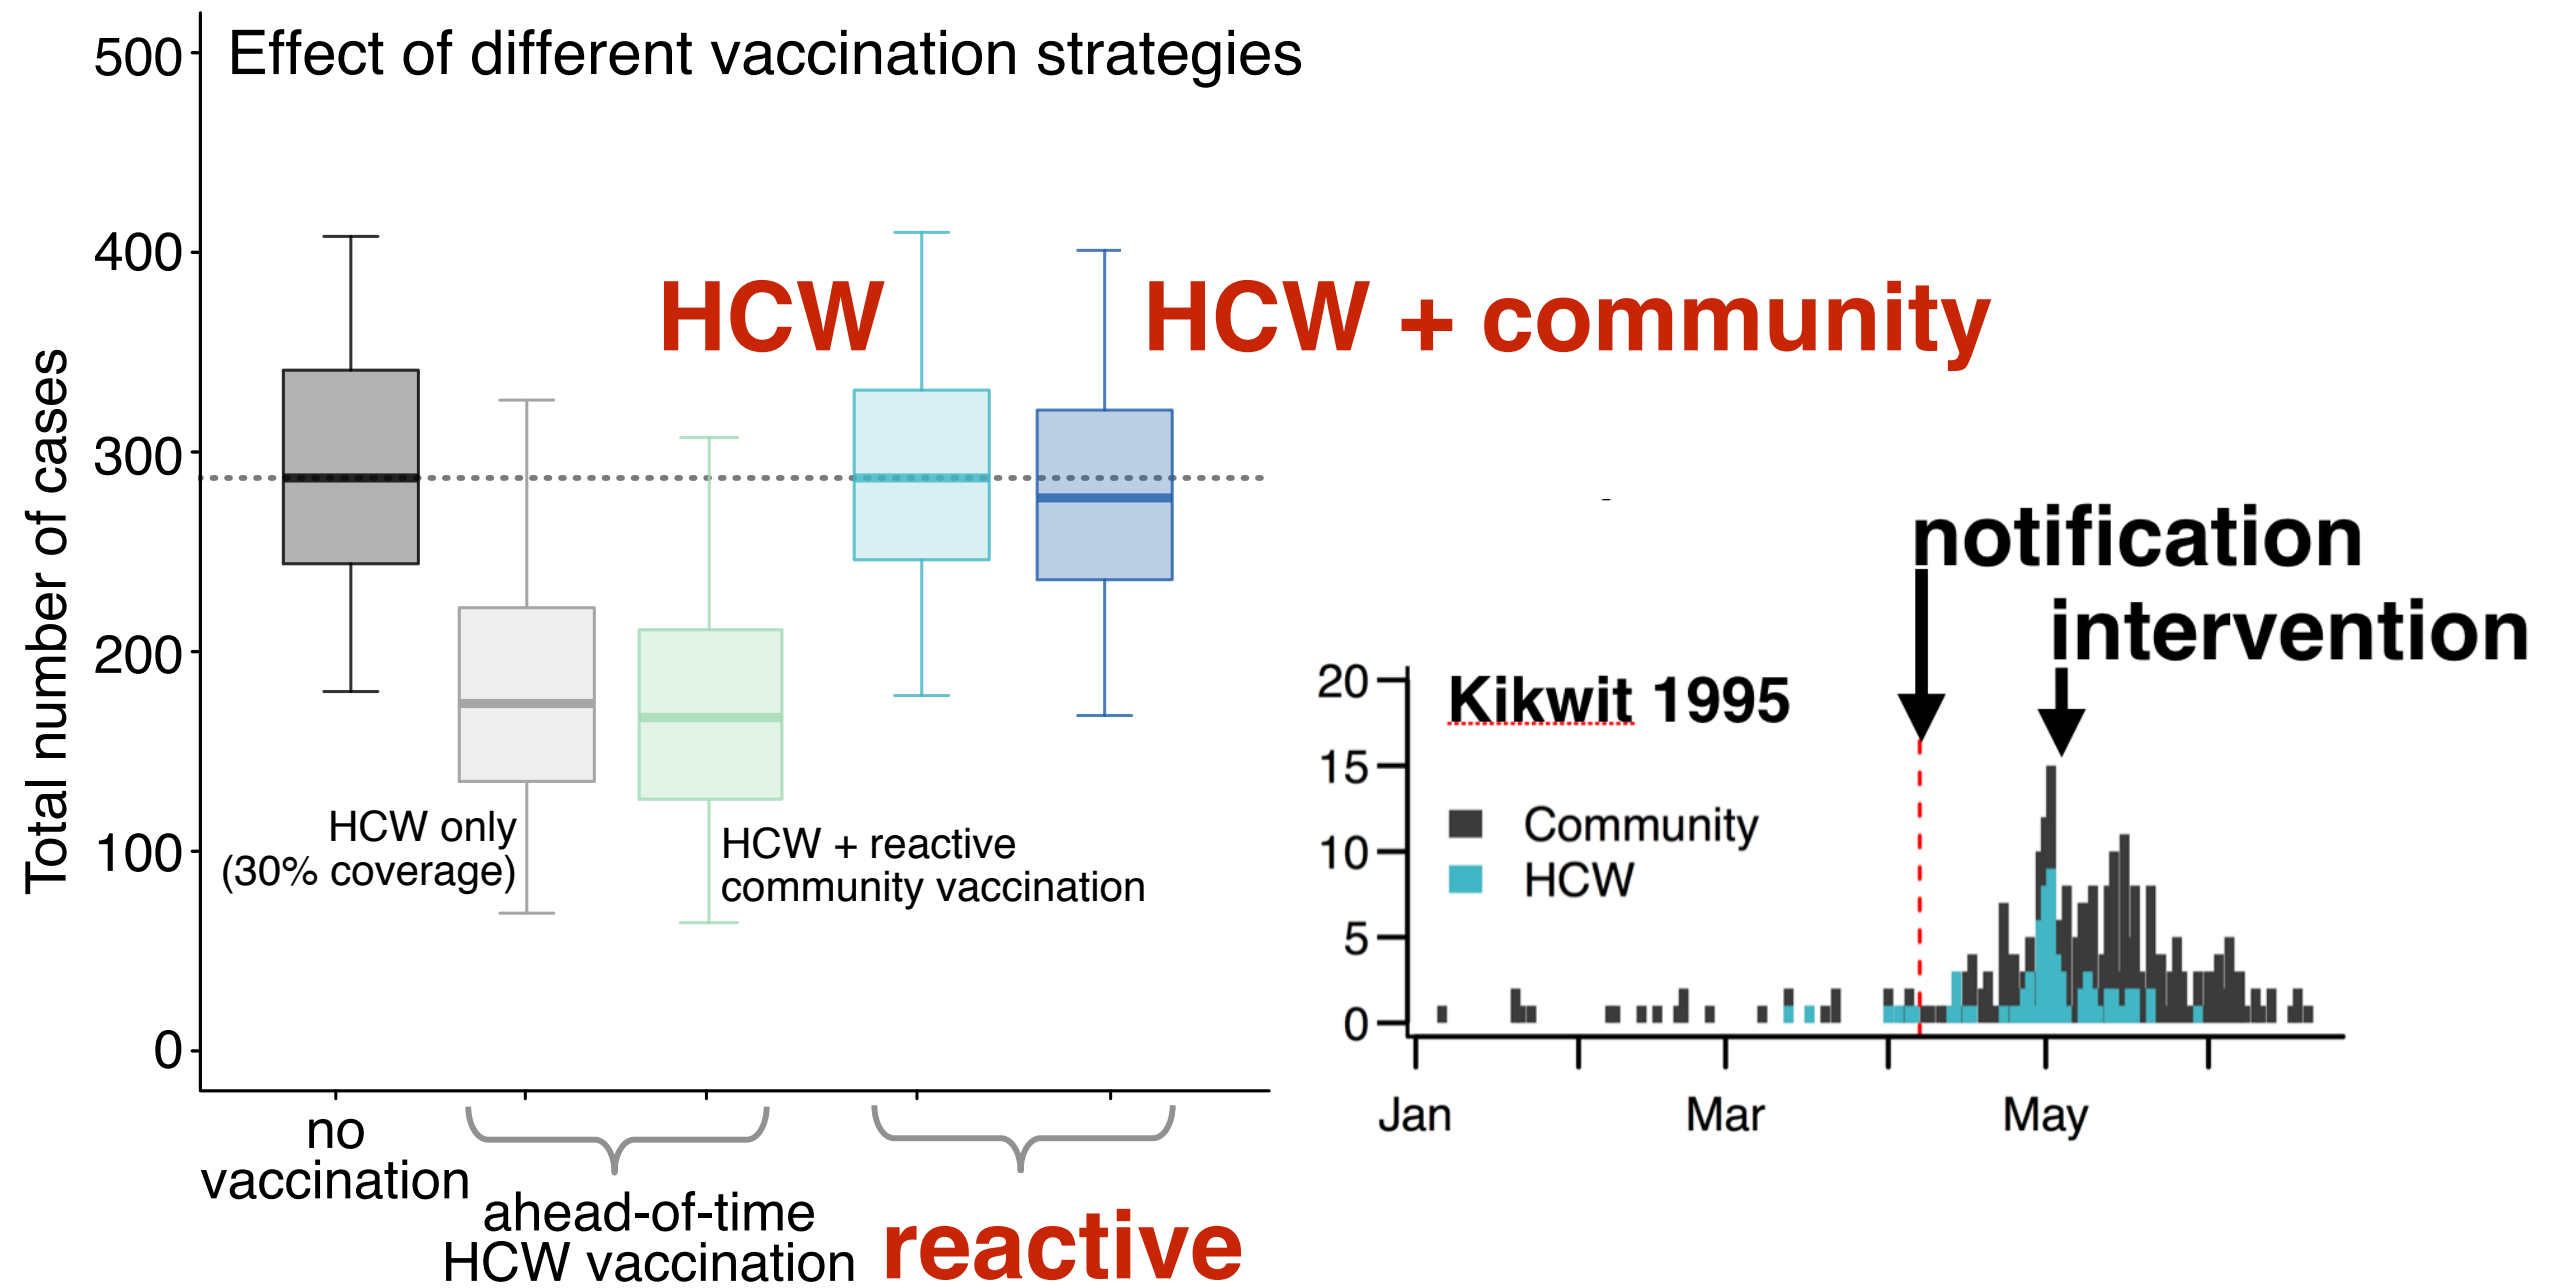 Effect of different vaccination strategies
Total number of cases
500
400
300
200
100
0
HCW
HCW + community
HCW only
(30% coverage)
HCW + reactive
community vaccination
no
vaccination
ahead-of-time
HCW vaccination
reactive
notification
intervention
Kikwit 1995
20
15
10
5
0
Community
HCW
Jan
Mar
May